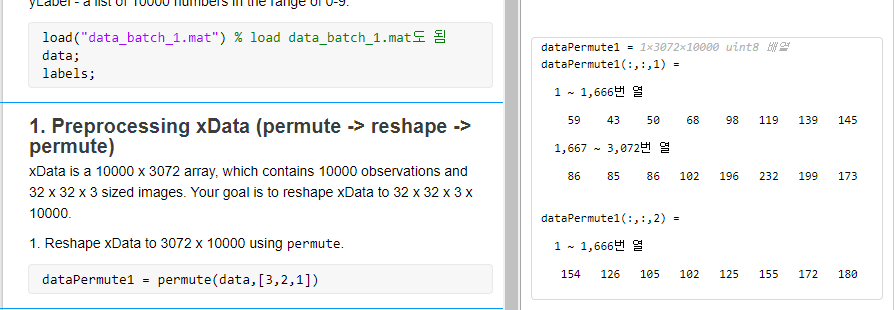 yLabel - a list of 10000 numbers in the range of 0-9.
load("data_batch_1.mat") % load data_batch_1.mat도 됨
data;
labels;
1. Preprocessing xData (permute -> reshape ->
permute)
xData is a 10000 x 3072 array, which contains 10000 observations and
32 x 32 x 3 sized images. Your goal is to reshape xData to 32 x 32 x 3 x
10000.
1. Reshape xData to 3072 x 10000 using permute.
dataPermute1 = permute(data,[3,2,1])
dataPermute1 = 1×3072×10000 uint8 배열
dataPermute1(:,:,1) =
1 ~ 1,666번 열
59 43 50 68 98 119 139 145
1,667 ~ 3,072번 열
86 85 86 102 196 232 199 173
dataPermute1(:,:,2) =
1 ~ 1,666번 열
154 126 105 102 125 155 172 180